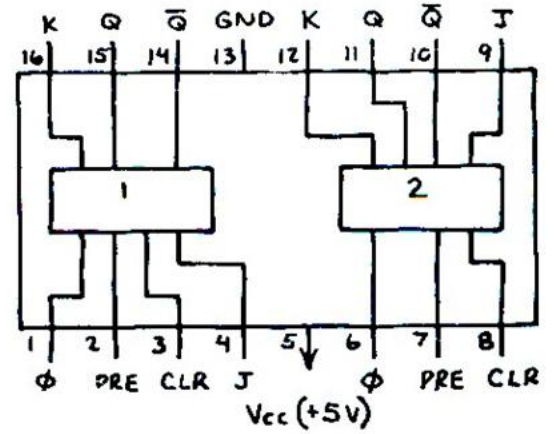 K Q Q̅ GND K Q Q̅ J
16 15 14 13 12 11 10 9
1 2
1 2 3 4 5 6 7 8
ϕ PRE CLR J ϕ PRE CLR
Vcc (+5V)